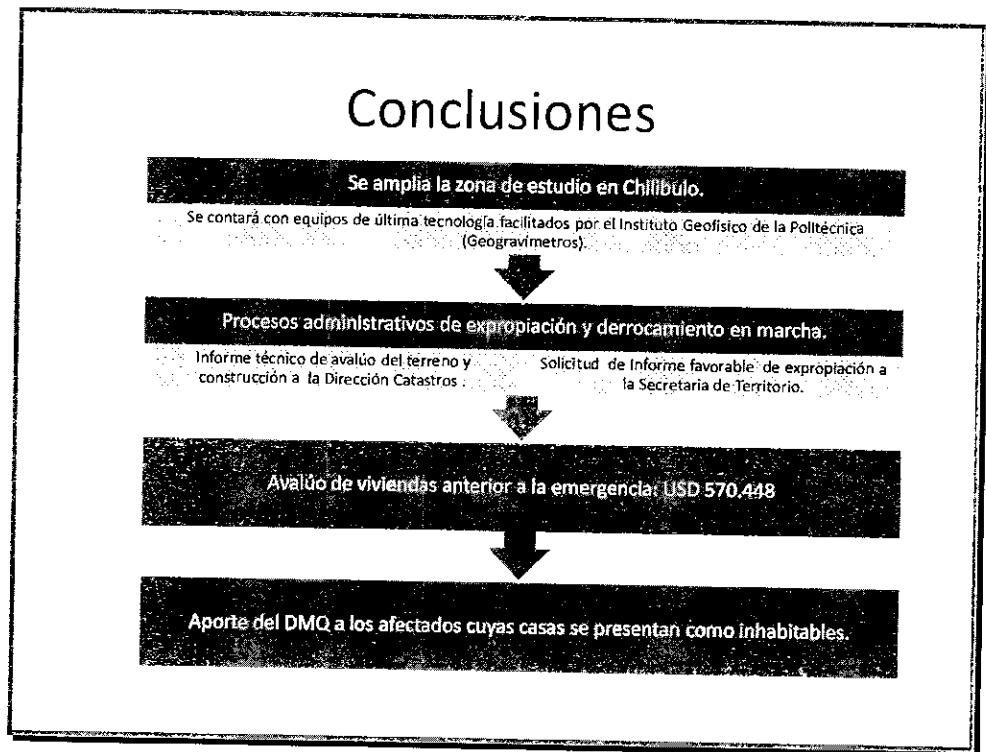 Conclusiones
Se amplia la zona de estudio en Chilibulo.
Se contará con equipos de última tecnología facilitados por el Instituto Geofísico de la Politécnica
(Geogravímetros).
Procesos administrativos de expropiación y derrocamiento en marcha.
Informe técnico de avalúo del terreno y
construcción a la Dirección Catastros .
Solicitud de Informe favorable de expropiación a
la Secretaria de Territorio.
Avalúo de viviendas anterior a la emergencia: USD 570.448
Aporte del DMQ a los afectados cuyas casas se presentan como inhabitables.